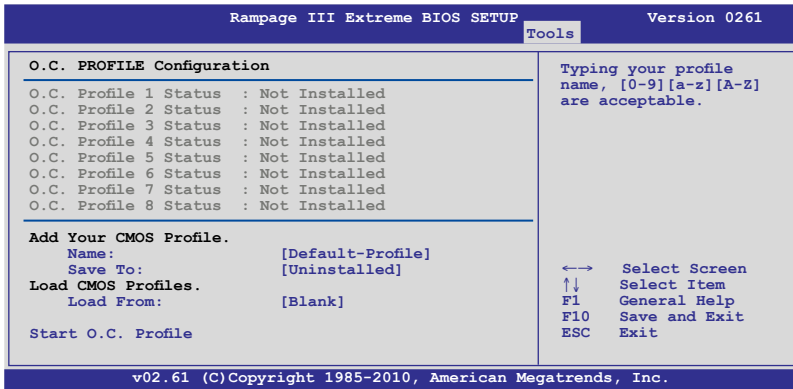 Rampage III Extreme BIOS SETUP Version 0261
Tools
O.C. PROFILE Configuration
O.C. Profile 1 Status : Not Installed
O.C. Profile 2 Status : Not Installed
O.C. Profile 3 Status : Not Installed
O.C. Profile 4 Status : Not Installed
O.C. Profile 5 Status : Not Installed
O.C. Profile 6 Status : Not Installed
O.C. Profile 7 Status : Not Installed
O.C. Profile 8 Status : Not Installed
Add Your CMOS Profile.
Name: [Default-Profile]
Save To: [Uninstalled]
Load CMOS Profiles.
Load From: [Blank]
Start O.C. Profile
Typing your profile
name, [0-9][a-z][A-Z]
are acceptable.
←→ Select Screen
↑↓ Select Item
F1 General Help
F10 Save and Exit
ESC Exit
v02.61 (C)Copyright 1985-2010, American Megatrends, Inc.